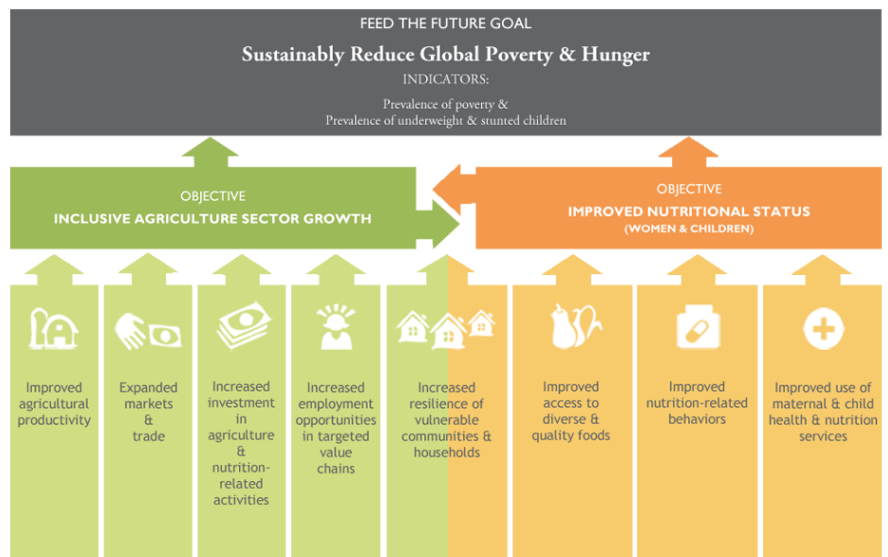 FEED THE FUTURE GOAL
Sustainably Reduce Global Poverty & Hunger
INDICATORS:
Prevalence of poverty &
Prevalence of underweight & stunted children
OBJECTIVE
INCLUSIVE AGRICULTURE SECTOR GROWTH
OBJECTIVE
IMPROVED NUTRITIONAL STATUS
(WOMEN & CHILDREN)
Improved
agricultural
productivity
Expanded
markets
&
trade
Increased
investment
in
agriculture
&
nutrition-
related
activities
Increased
employment
opportunities
in targeted
value
chains
Increased
resilience of
vulnerable
communities &
households
Improved
access to
diverse &
quality foods
Improved
nutrition-related
behaviors
Improved use of
maternal & child
health & nutrition
services